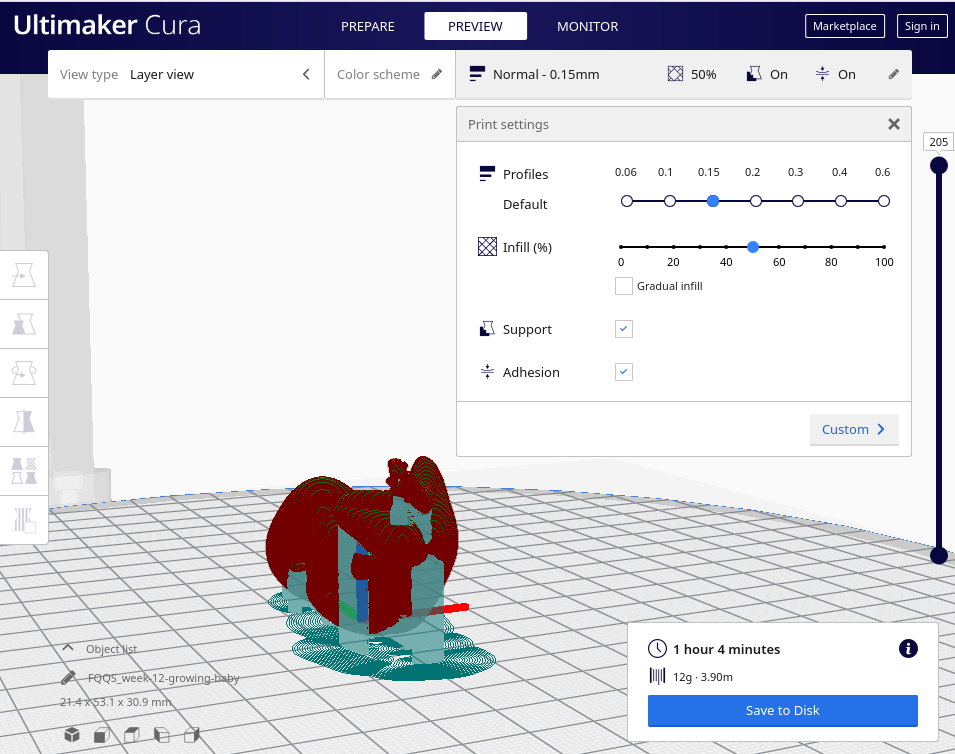 Ultimaker Cura
PREPARE PREVIEW MONITOR
Marketplace Sign in
View type Layer view
Color scheme
Normal - 0.15mm 50% On On
Print settings
205
Profiles 0.06 0.1 0.15 0.2 0.3 0.4 0.6
Default
Infill (%)
0 20 40 60 80 100
Gradual infill
Support
Adhesion
Custom
Object list
FQQS_week-12-growing-baby
21.4 x 53.1 x 30.9 mm
1 hour 4 minutes
12g · 3.90m
Save to Disk